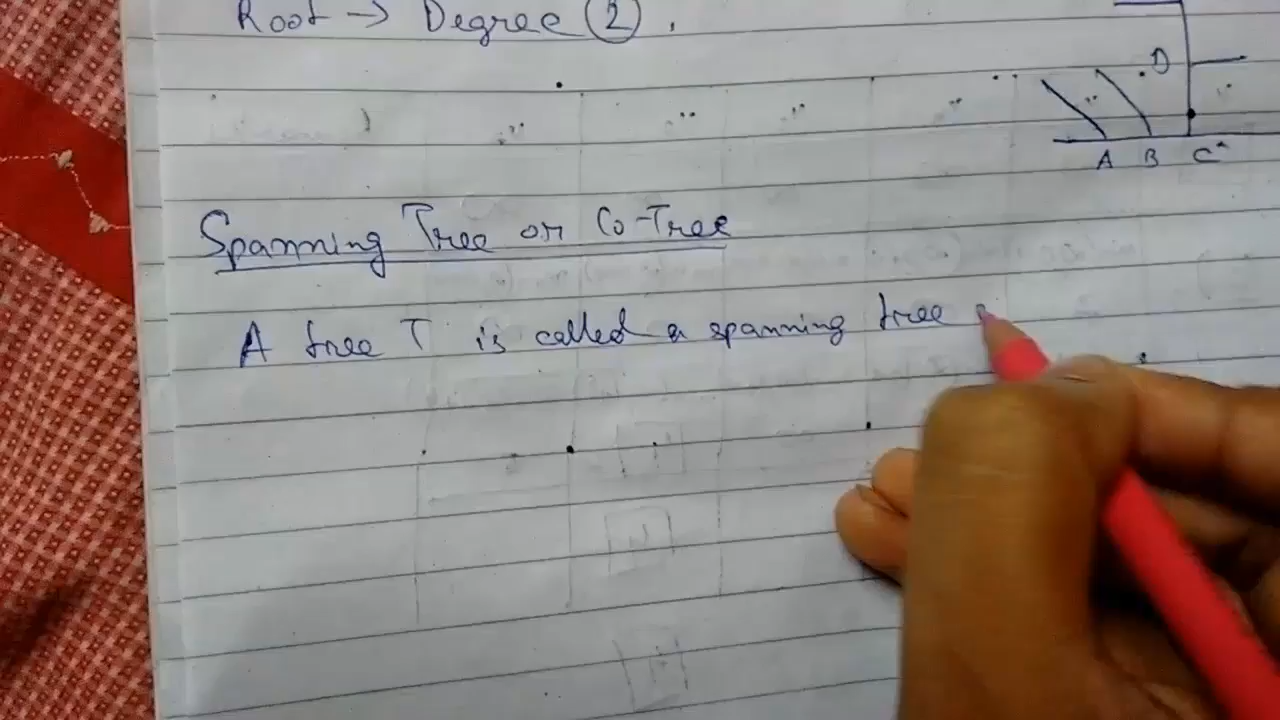 Root → Degree 2.
D
A B C
Spanning Tree or Co-Tree
A tree T is called a spanning tree